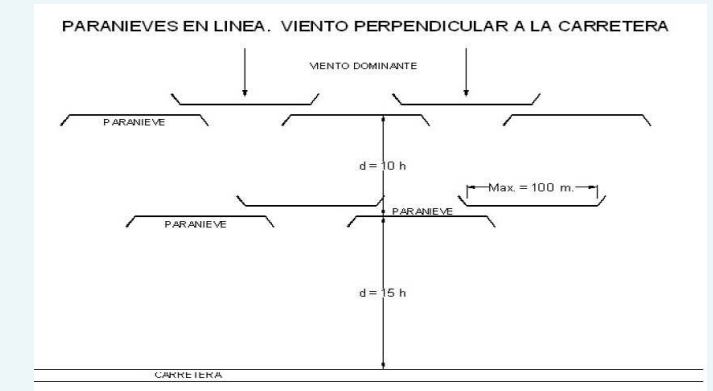 PARANIEVES EN LINEA. VIENTO PERPENDICULAR A LA CARRETERA
VIENTO DOMINANTE
PARANIEVE
d = 10 h
Max. = 100 m.
PARANIEVE
PARANIEVE
d = 15 h
CARRETERA